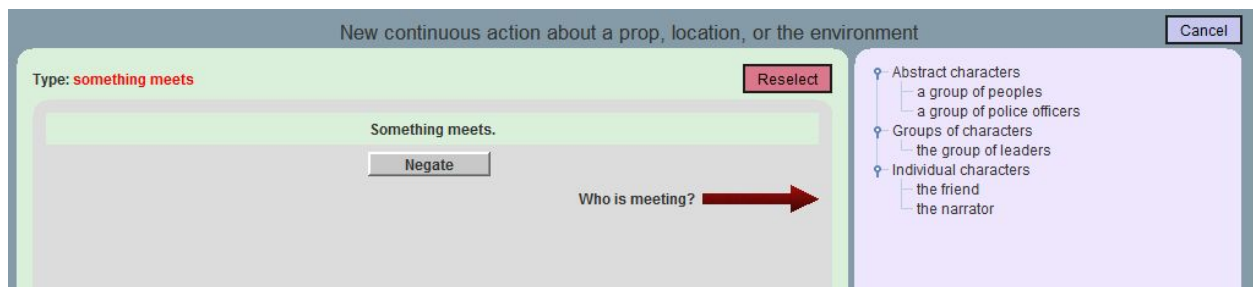 New continuous action about a prop, location, or the environment
Cancel
Type: something meets
Reselect
Something meets.
Negate
Who is meeting?
Abstract characters
a group of peoples
a group of police officers
Groups of characters
the group of leaders
Individual characters
the friend
the narrator